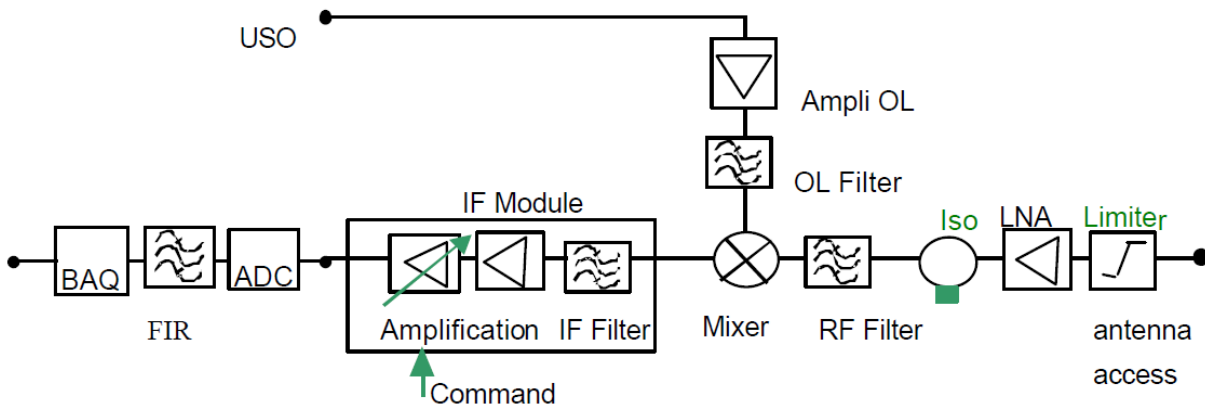 USO
Ampli OL
OL Filter
IF Module
Iso
LNA
Limiter
BAQ
ADC
FIR
Amplification
IF Filter
Mixer
RF Filter
antenna
access
Command